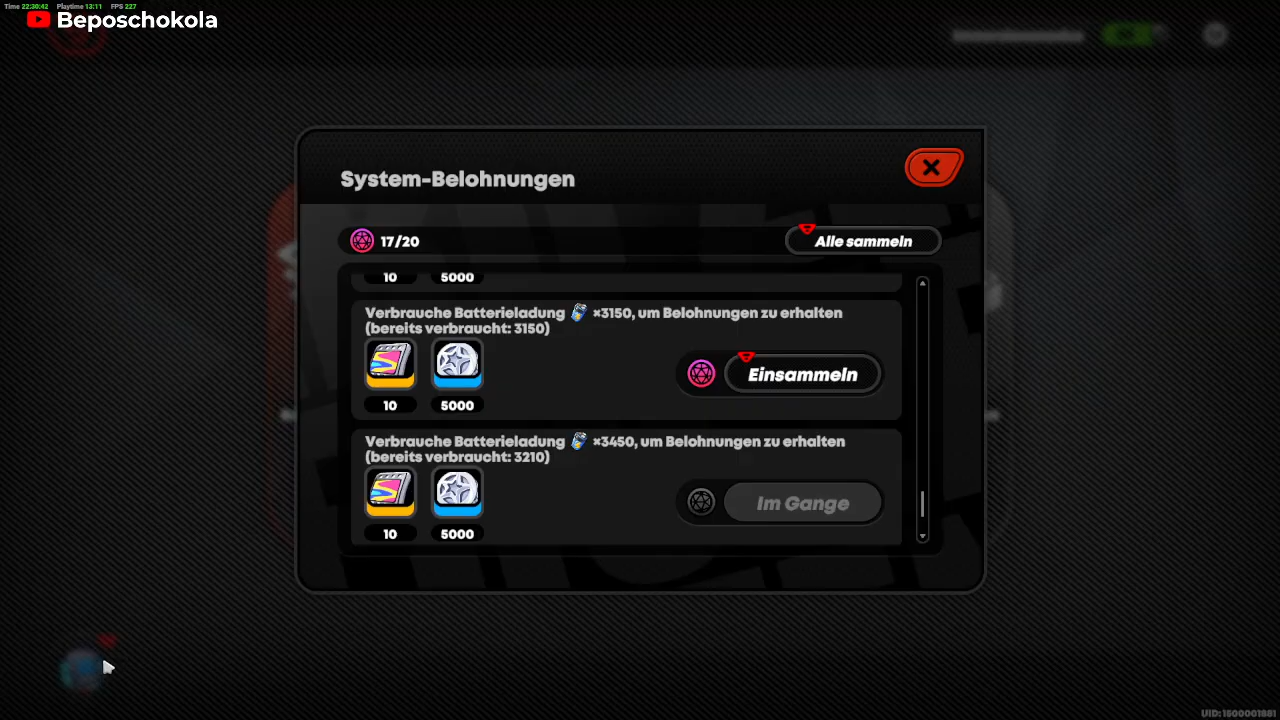 Time 22:30:42 Playtime 13:11 FPS 227
Beposchokola
System-Belohnungen
17/20
Alle sammeln
10 5000
Verbrauche Batterieladung ×3150, um Belohnungen zu erhalten
(bereits verbraucht: 3150)
Einsammeln
10 5000
Verbrauche Batterieladung ×3450, um Belohnungen zu erhalten
(bereits verbraucht: 3210)
Im Gange
10 5000